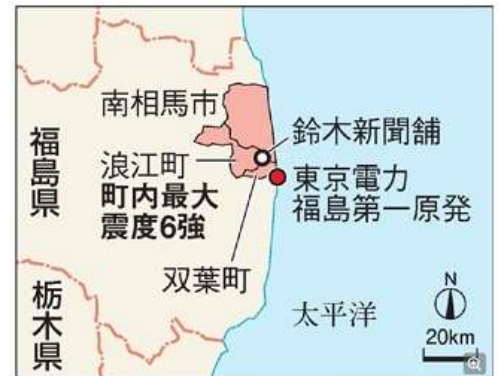 南相馬市
鈴木新聞舗
浪江町
町内最大
震度6強
東京電力
福島第一原発
双葉町
福島県
栃木県
太平洋
N
20km